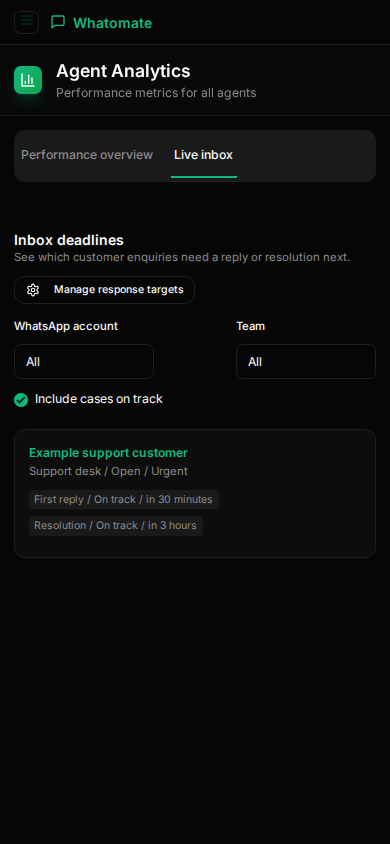 Whatomate
Agent Analytics
Performance metrics for all agents
Performance overview
Live inbox
Inbox deadlines
See which customer enquiries need a reply or resolution next.
Manage response targets
WhatsApp account
Team
All
All
Include cases on track
Example support customer
Support desk / Open / Urgent
First reply / On track / in 30 minutes
Resolution / On track / in 3 hours